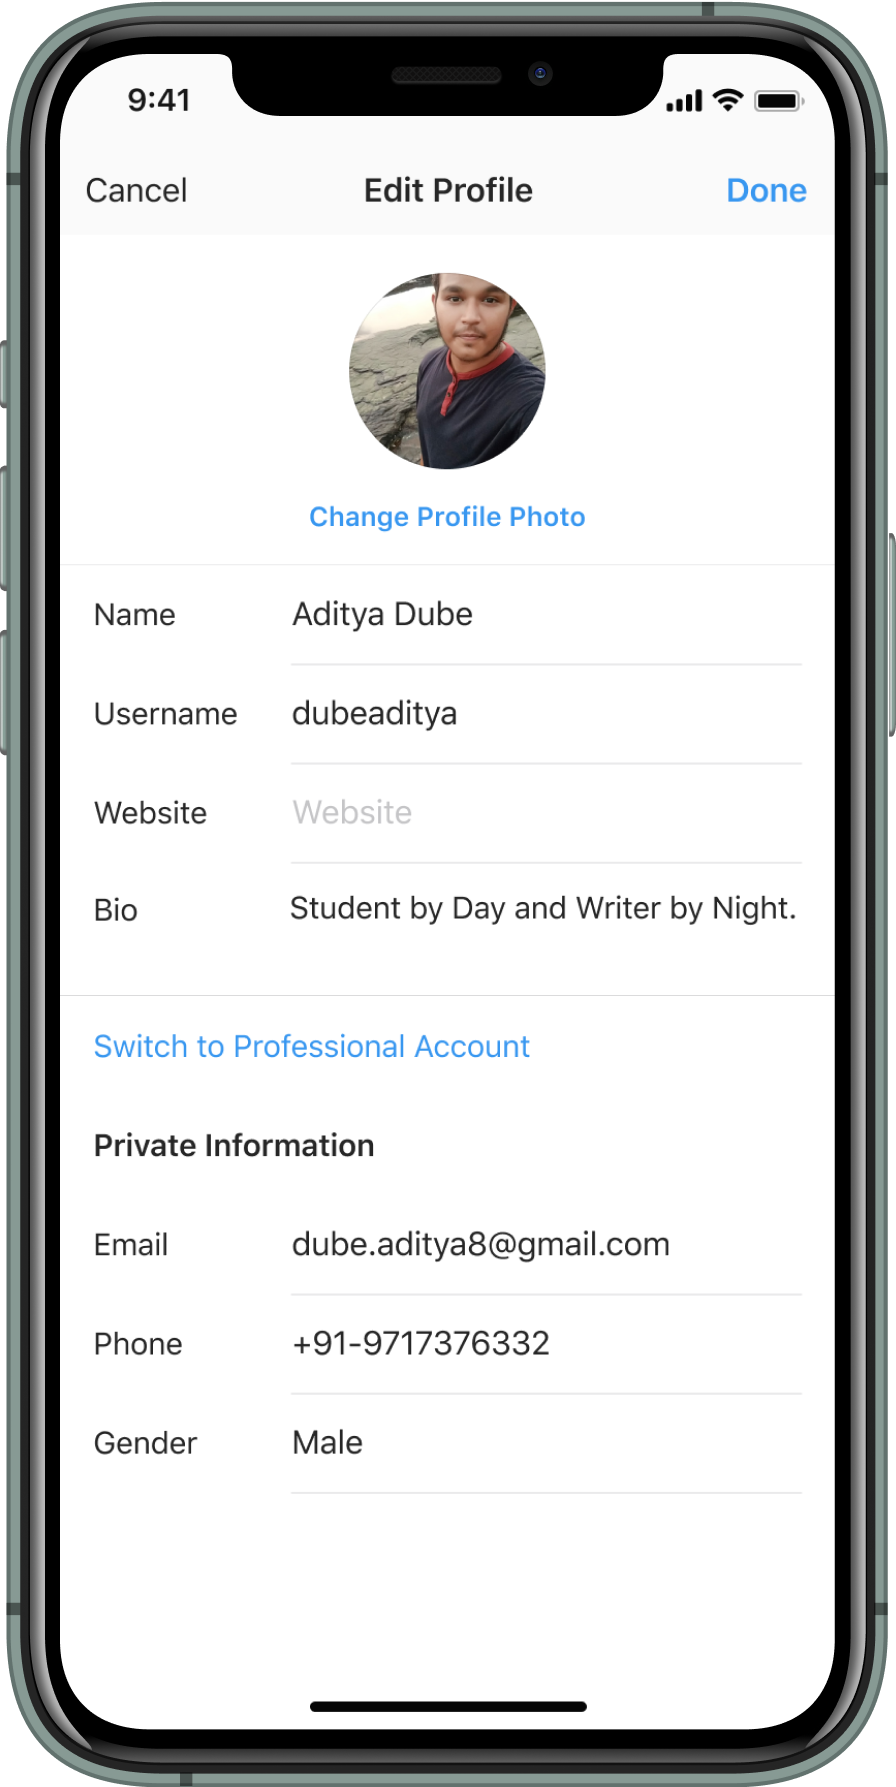 9:41
Cancel Edit Profile Done
Change Profile Photo
Name Aditya Dube
Username dubeaditya
Website Website
Bio Student by Day and Writer by Night.
Switch to Professional Account
Private Information
Email dube.aditya8@gmail.com
Phone +91-9717376332
Gender Male